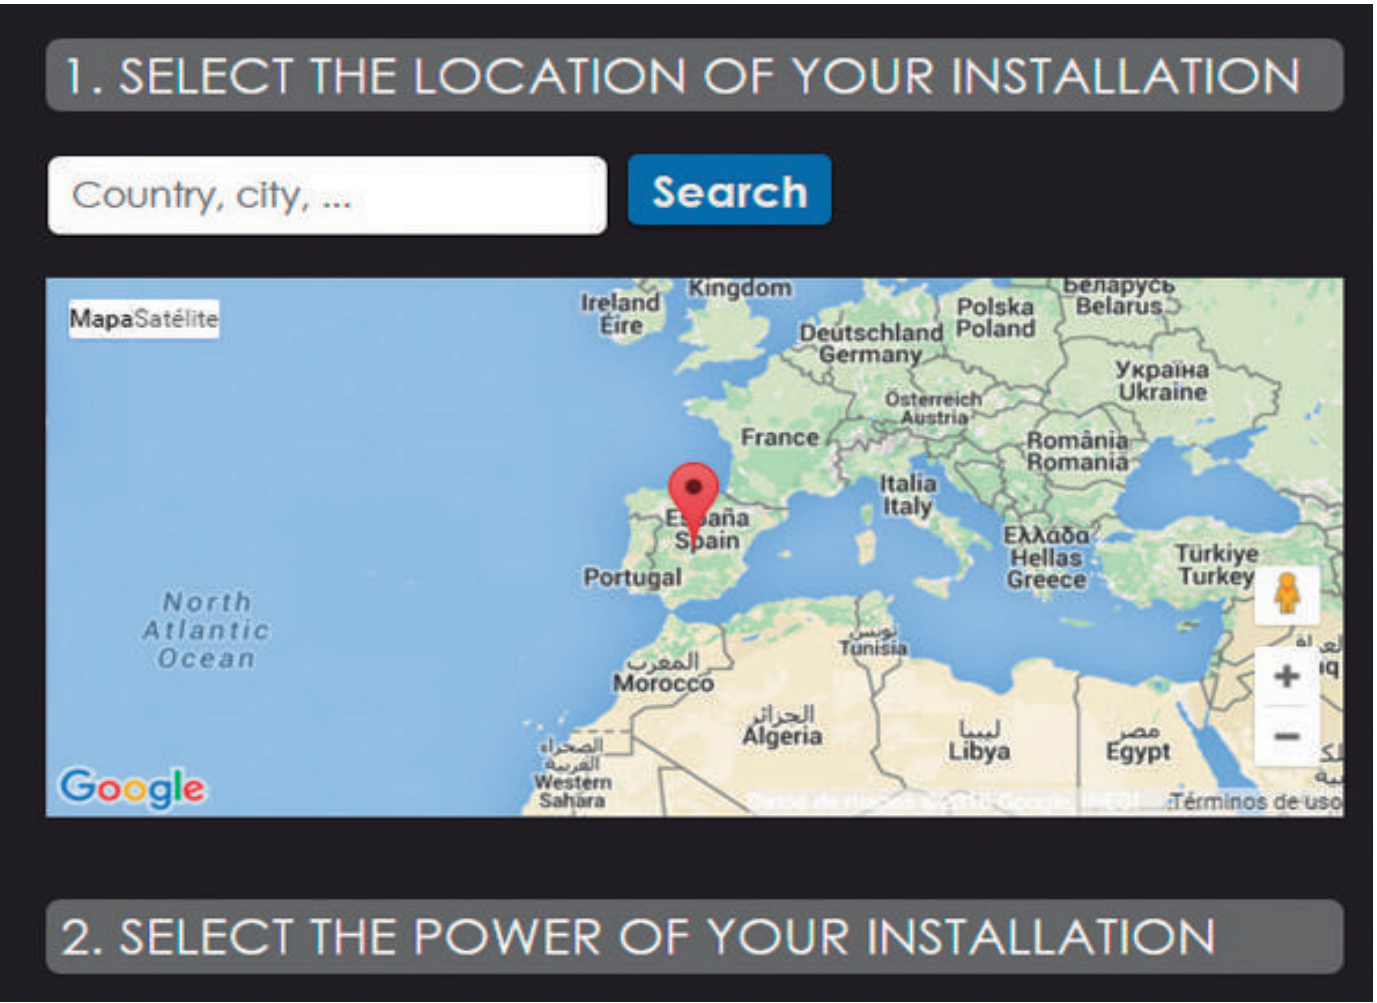 1. SELECT THE LOCATION OF YOUR INSTALLATION
Country, city, ...
Search
MapaSatélite
Kingdom
Ireland
Éire
Беларусь
Belarus
Polska
Poland
Deutschland
Germany
Україна
Ukraine
Österreich
Austria
France
România
Romania
Italia
Italy
España
Spain
Ελλάδα
Hellas
Greece
Türkiye
Turkey
Portugal
North
Atlantic
Ocean
تونس
Tunisia
المغرب
Morocco
الجزائر
Algeria
ليبيا
Libya
مصر
Egypt
الصحراء
الغربية
Western
Sahara
+
−
Google
Términos de uso
2. SELECT THE POWER OF YOUR INSTALLATION